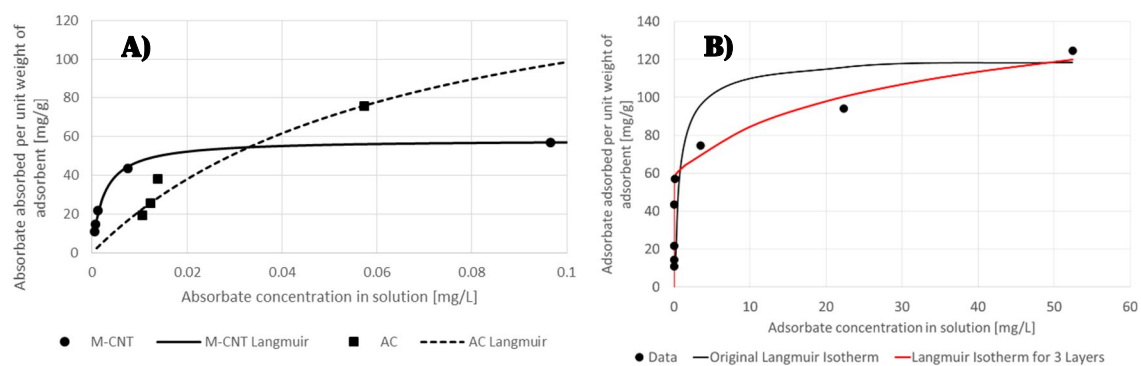 A)
Absorbate absorbed per unit weight of
adsorbent [mg/g]
120
100
80
60
40
20
0
0 0.02 0.04 0.06 0.08 0.1
Absorbate concentration in solution [mg/L]
M-CNT M-CNT Langmuir AC AC Langmuir
B)
Adsorbate adsorbed per unit weight of
adsorbent [mg/g]
140
120
100
80
60
40
20
0
0 10 20 30 40 50 60
Adsorbate concentration in solution [mg/L]
Data Original Langmuir Isotherm Langmuir Isotherm for 3 Layers